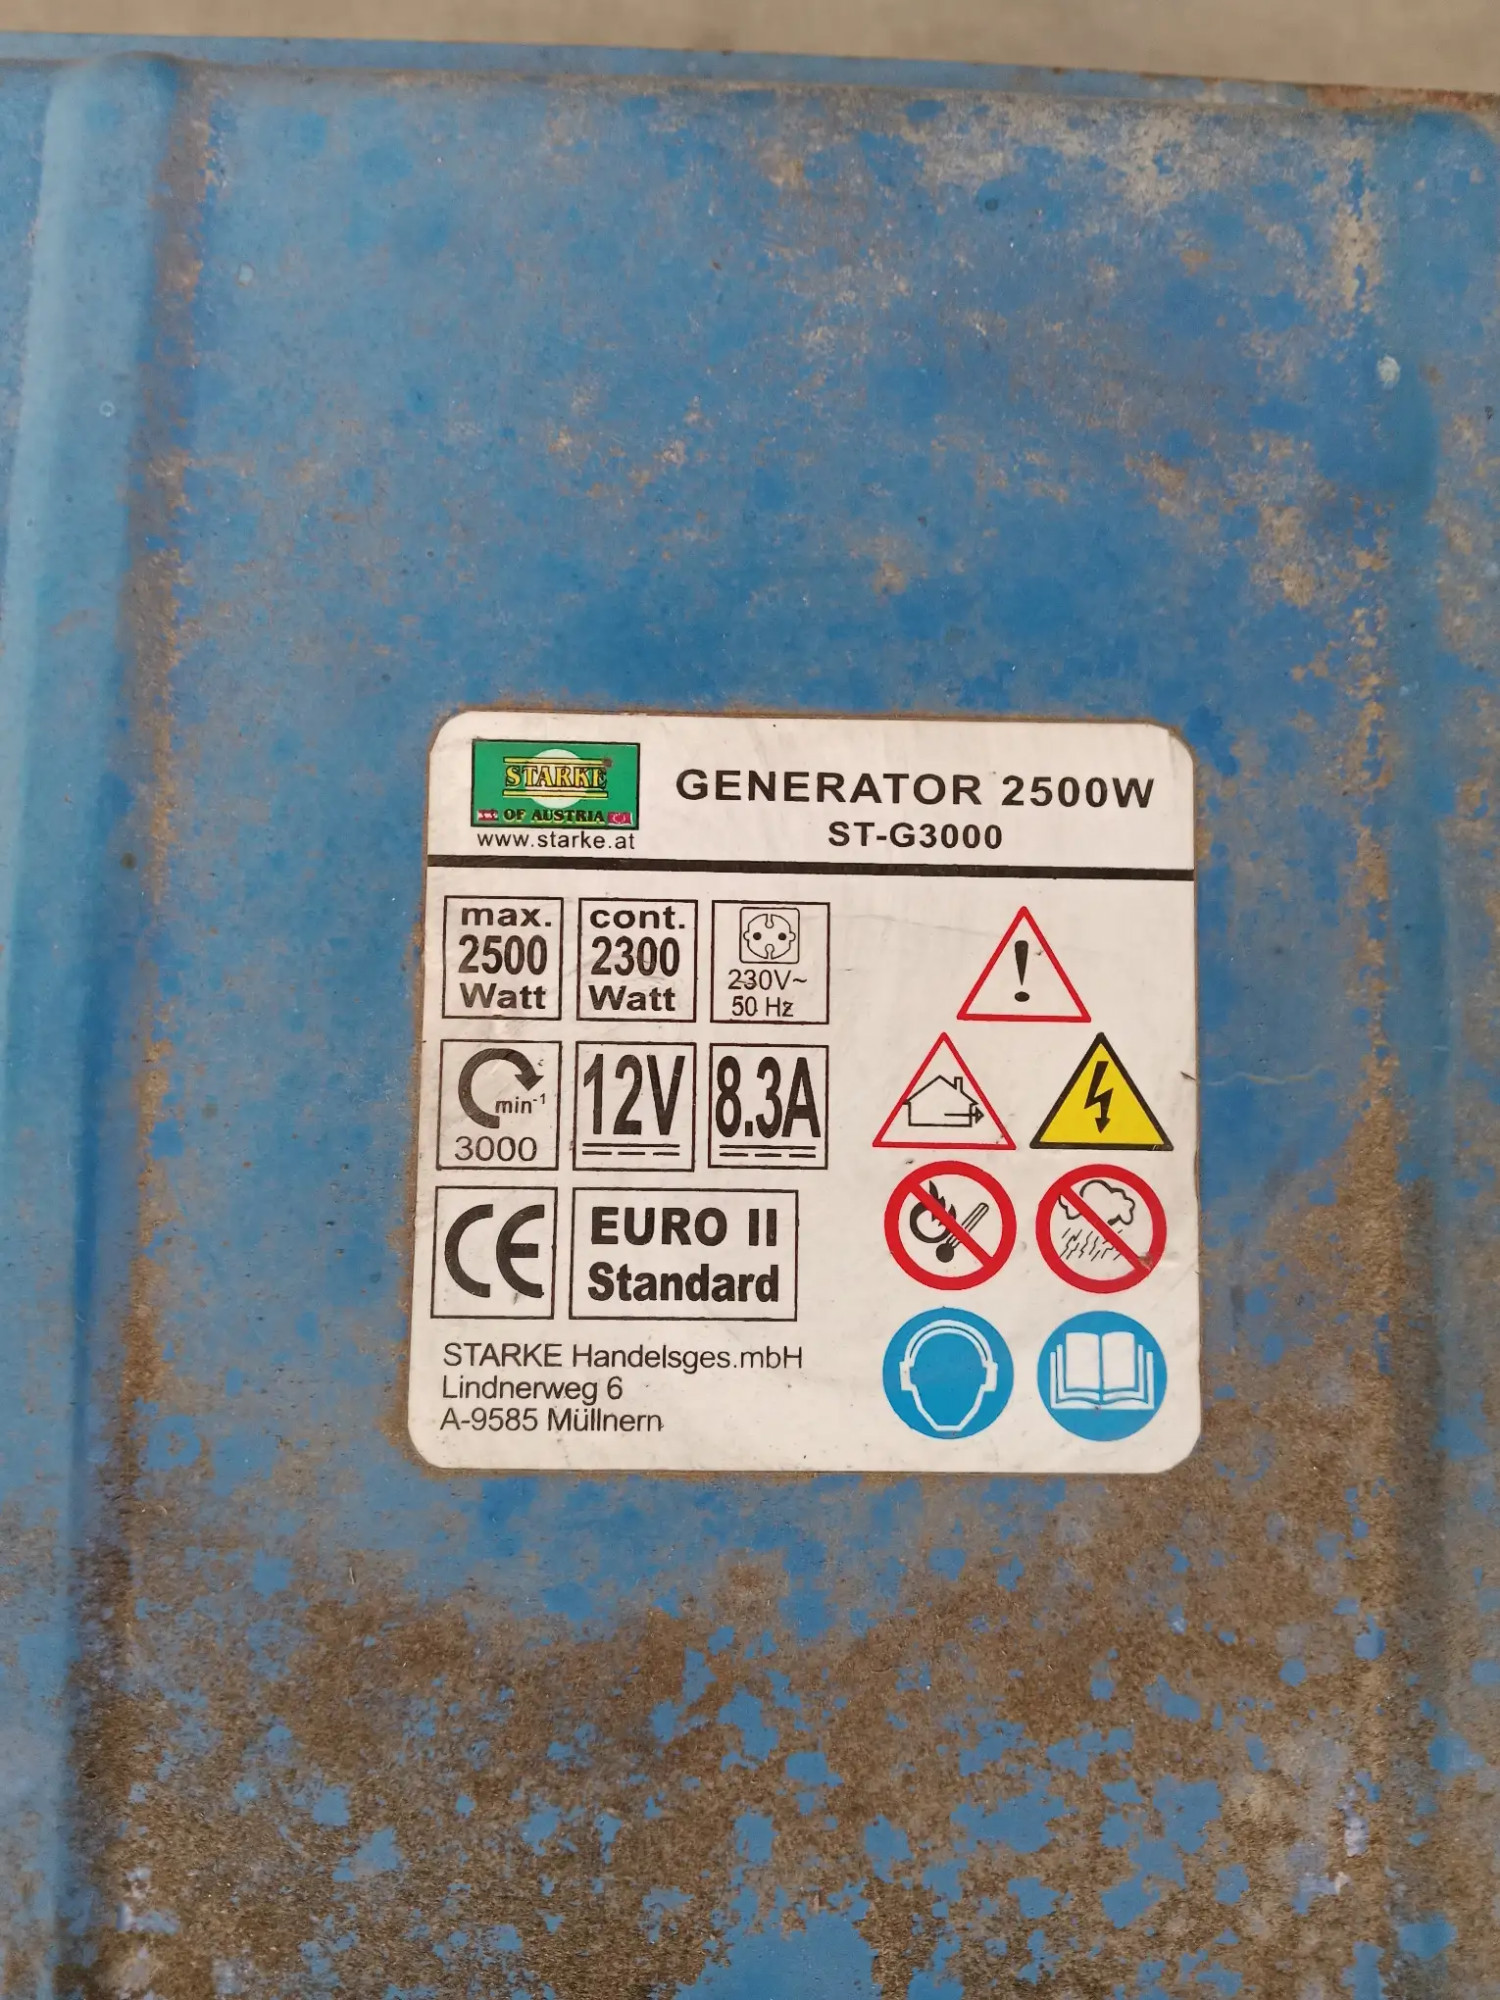 STARKE
OF AUSTRIA
www.starke.at
GENERATOR 2500W
ST-G3000
max.
2500
Watt
cont.
2300
Watt
230V~
50 Hz
min-1
3000
12V
8.3A
CE
EURO II
Standard
STARKE Handelsges.mbH
Lindnerweg 6
A-9585 Müllnern